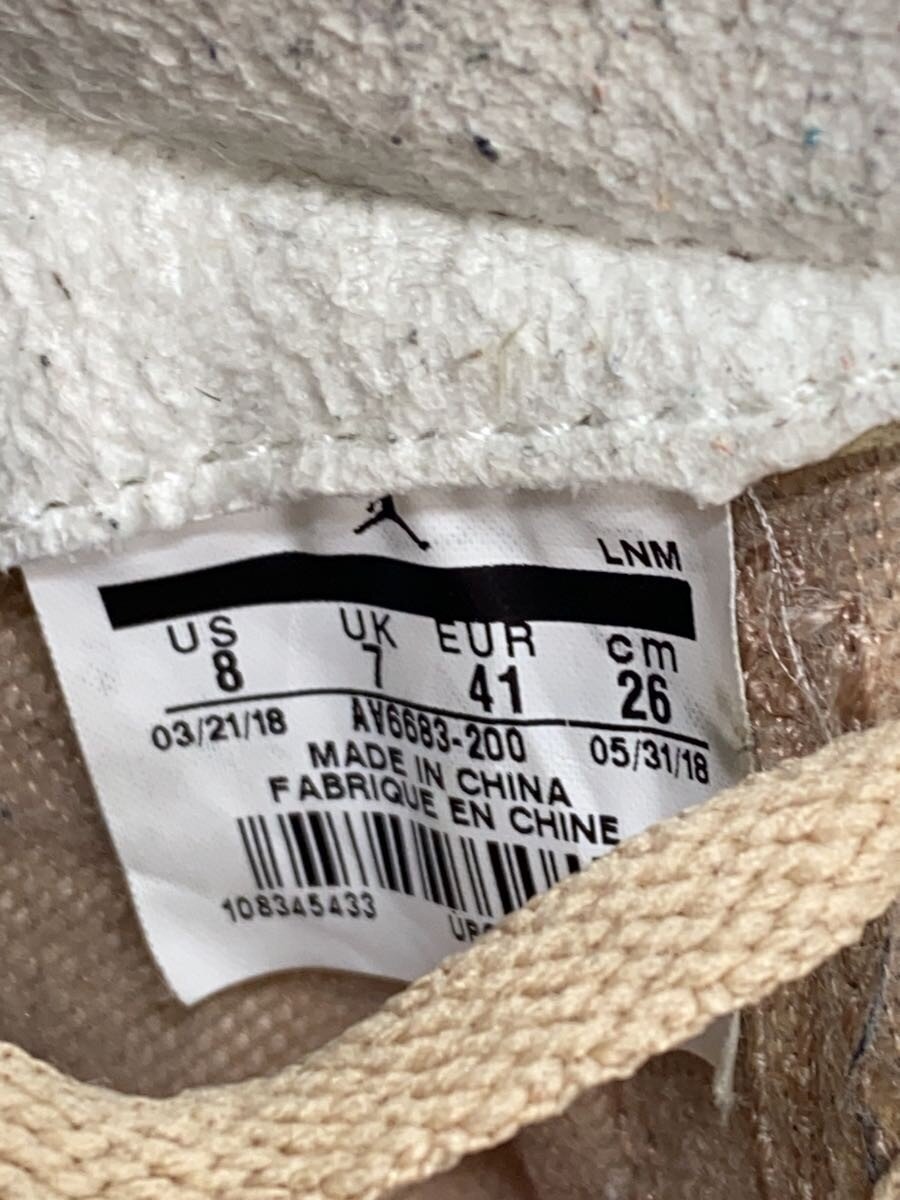 LNM
US UK EUR cm
8 7 41 26
03/21/18 AV6683-200 05/31/18
MADE IN CHINA
FABRIQUE EN CHINE
108345433